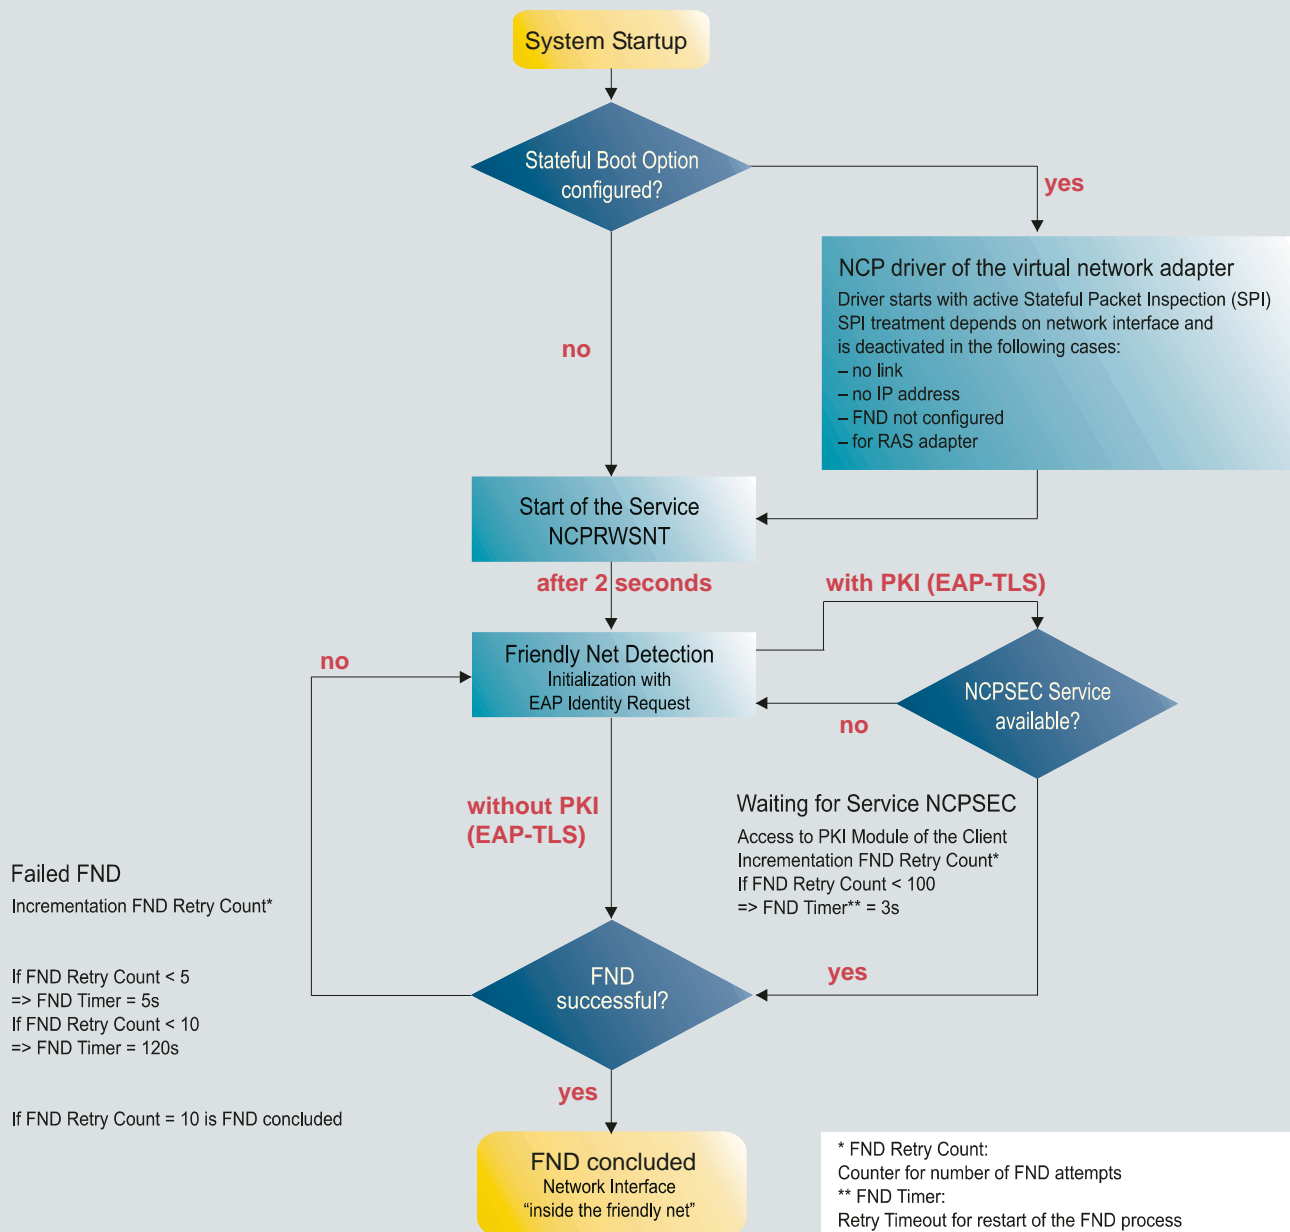 System Startup
Stateful Boot Option
configured?
yes
no
NCP driver of the virtual network adapter
Driver starts with active Stateful Packet Inspection (SPI)
SPI treatment depends on network interface and
is deactivated in the following cases:
– no link
– no IP address
– FND not configured
– for RAS adapter
Start of the Service
NCPRWSNT
after 2 seconds
with PKI (EAP-TLS)
no
Friendly Net Detection
Initialization with
EAP Identity Request
NCPSEC Service
available?
no
without PKI
(EAP-TLS)
Waiting for Service NCPSEC
Access to PKI Module of the Client
Incrementation FND Retry Count*
If FND Retry Count < 100
=> FND Timer** = 3s
Failed FND
Incrementation FND Retry Count*
If FND Retry Count < 5
=> FND Timer = 5s
If FND Retry Count < 10
=> FND Timer = 120s
If FND Retry Count = 10 is FND concluded
FND
successful?
yes
yes
FND concluded
Network Interface
“inside the friendly net”
* FND Retry Count:
Counter for number of FND attempts
** FND Timer:
Retry Timeout for restart of the FND process